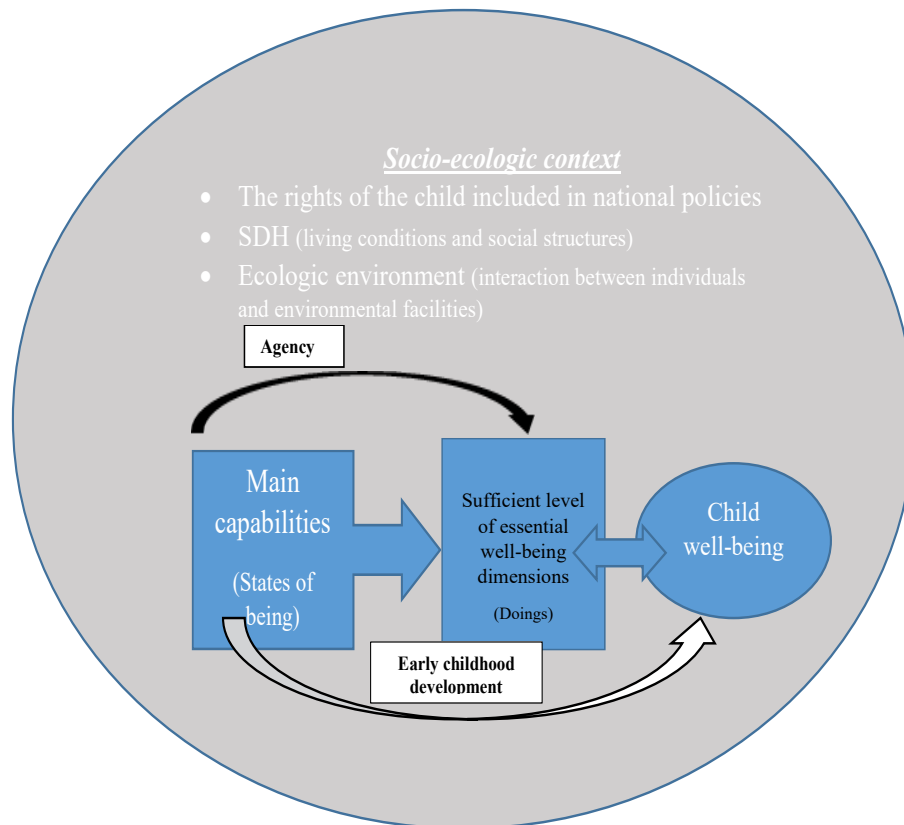 Socio-ecologic context
• The rights of the child included in national policies
• SDH (living conditions and social structures)
• Ecologic environment (interaction between individuals
and environmental facilities)
Agency
Main
capabilities
(States of
being)
Sufficient level
of essential
well-being
dimensions
(Doings)
Child
well-being
Early childhood
development